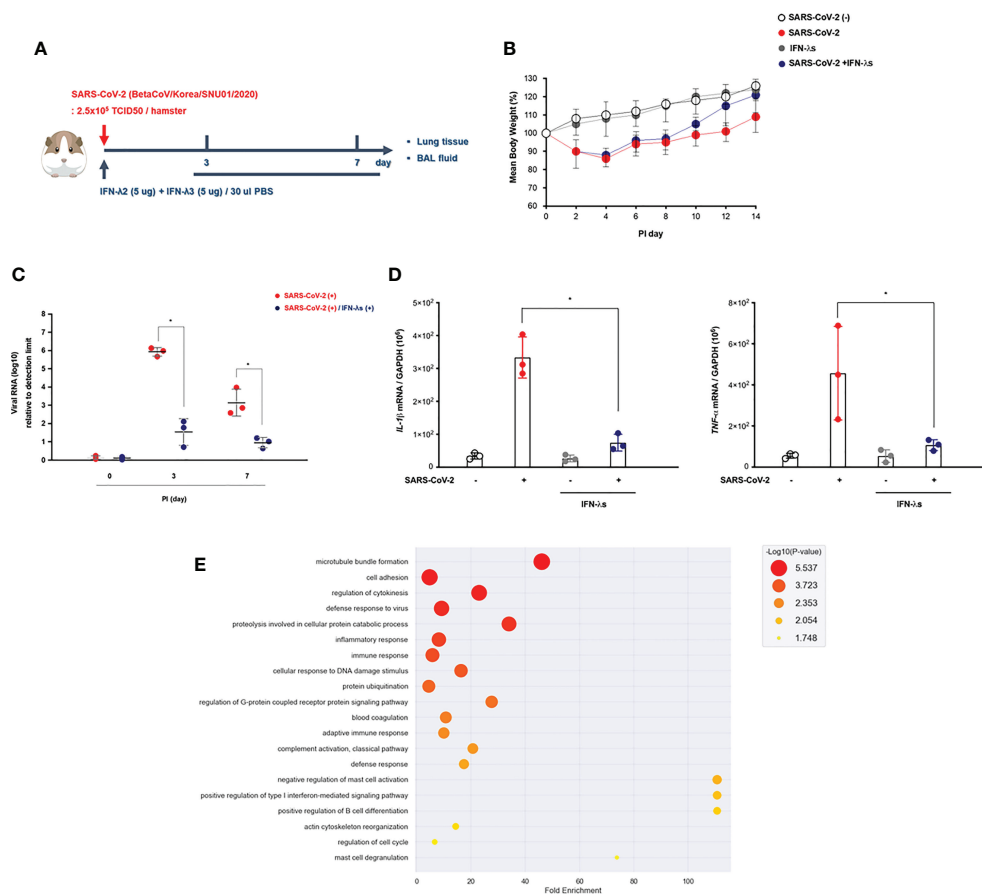 A
SARS-CoV-2 (BetaCoV/Korea/SNU01/2020)
: 2.5x10⁵ TCID50 / hamster
3
7
day
IFN-λ2 (5 ug) + IFN-λ3 (5 ug) / 30 ul PBS
▪ Lung tissue
▪ BAL fluid
B
SARS-CoV-2 (-)
SARS-CoV-2
IFN-λs
SARS-CoV-2 +IFN-λs
Mean Body Weight (%)
130
120
110
100
90
80
70
60
0 2 4 6 8 10 12 14
PI day
C
SARS-CoV-2 (+)
SARS-CoV-2 (+) / IFN-λs (+)
Viral RNA (log10)
relative to detection limit
8
7
6
5
4
3
2
1
0
*
*
0 3 7
PI (day)
D
IL-1β mRNA / GAPDH (10⁶)
5×10²
4×10²
3×10²
2×10²
1×10²
0
*
SARS-CoV-2 - + - +
IFN-λs
TNF-α mRNA / GAPDH (10⁶)
8×10²
6×10²
4×10²
2×10²
0
*
SARS-CoV-2 - + - +
IFN-λs
E
microtubule bundle formation
cell adhesion
regulation of cytokinesis
defense response to virus
proteolysis involved in cellular protein catabolic process
inflammatory response
immune response
cellular response to DNA damage stimulus
protein ubiquitination
regulation of G-protein coupled receptor protein signaling pathway
blood coagulation
adaptive immune response
complement activation, classical pathway
defense response
negative regulation of mast cell activation
positive regulation of type I interferon-mediated signaling pathway
positive regulation of B cell differentiation
actin cytoskeleton reorganization
regulation of cell cycle
mast cell degranulation
0 20 40 60 80 100
Fold Enrichment
-Log10(P-value)
5.537
3.723
2.353
2.054
1.748